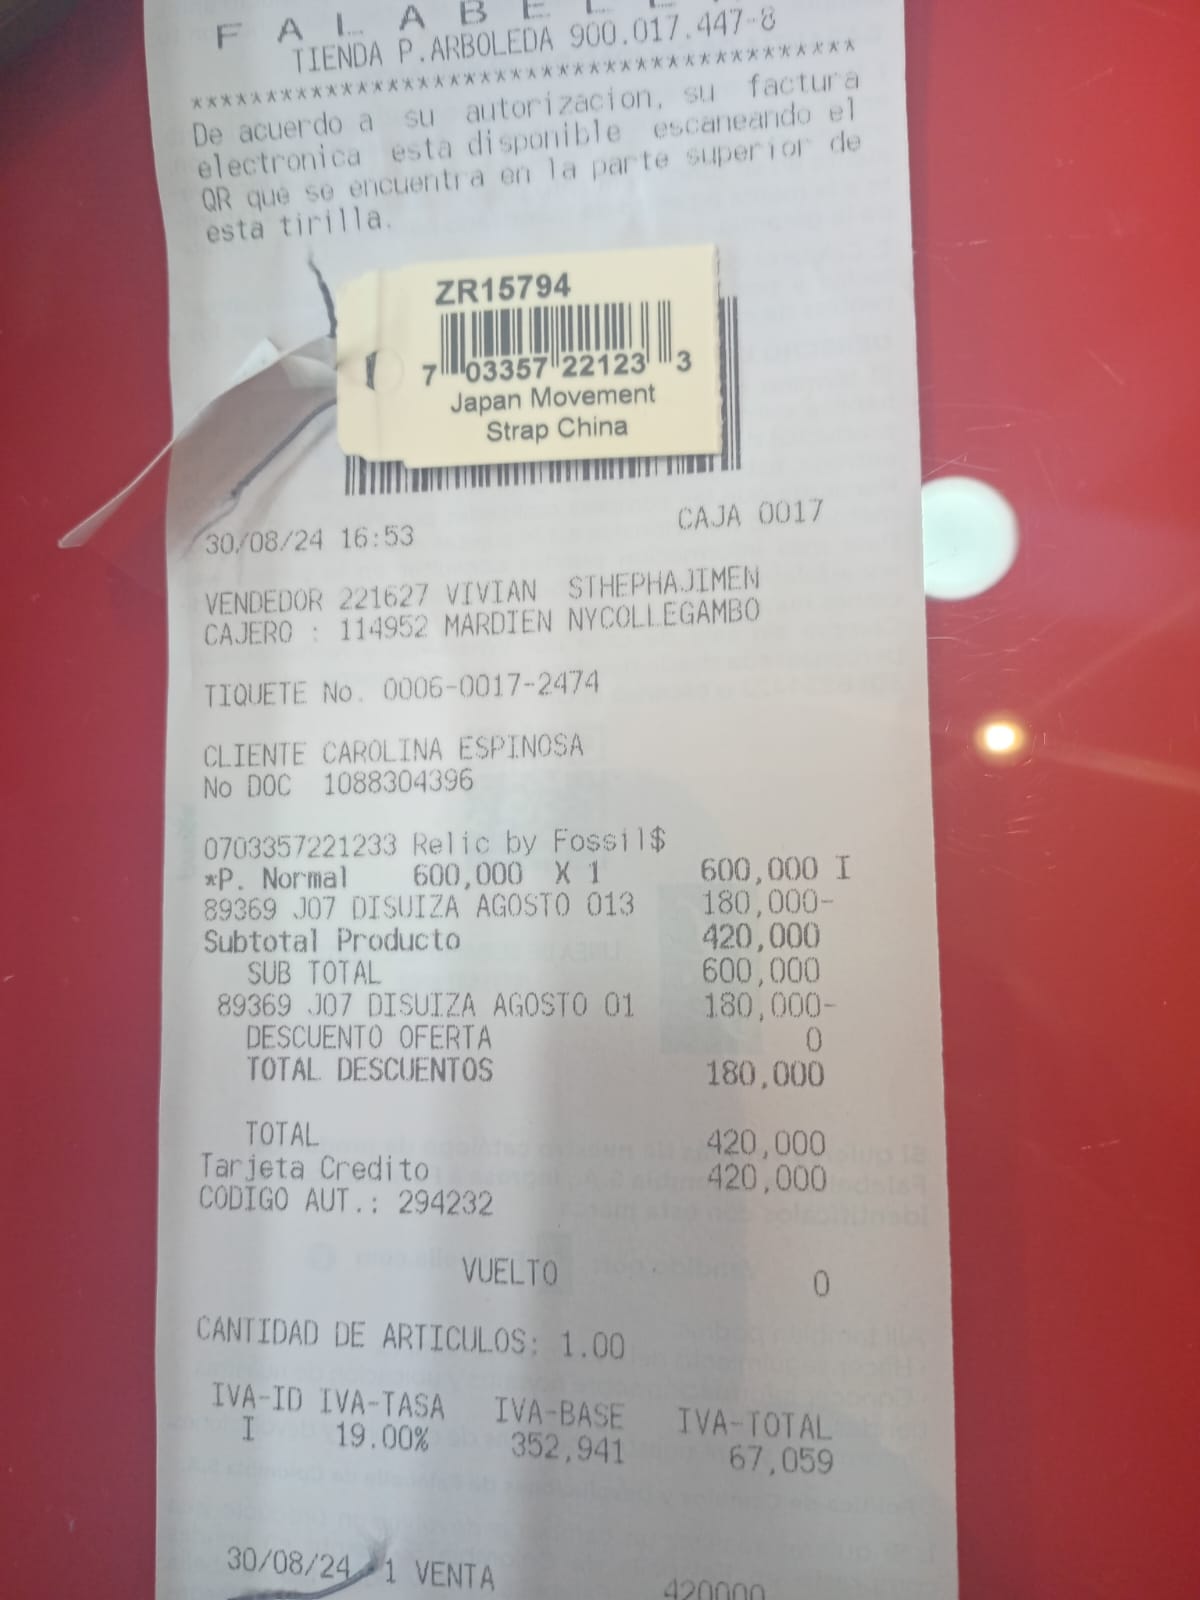 FALABELLA
TIENDA P.ARBOLEDA 900.017.447-8
****************************************
De acuerdo a su autorizacion, su factura
electronica esta disponible escaneando el
QR que se encuentra en la parte superior de
esta tirilla.
ZR15794
7 03357 22123 3
Japan Movement
Strap China
30/08/24 16:53 CAJA 0017
VENDEDOR 221627 VIVIAN STHEPHAJIMEN
CAJERO : 114952 MARDIEN NYCOLLEGAMBO
TIQUETE No. 0006-0017-2474
CLIENTE CAROLINA ESPINOSA
No DOC 1088304396
0703357221233 Relic by Fossil$
*P. Normal 600,000 X 1 600,000 I
89369 J07 DISUIZA AGOSTO 013 180,000-
Subtotal Producto 420,000
SUB TOTAL 600,000
89369 J07 DISUIZA AGOSTO 01 180,000-
DESCUENTO OFERTA 0
TOTAL DESCUENTOS 180,000
TOTAL 420,000
Tarjeta Credito 420,000
CODIGO AUT.: 294232
VUELTO 0
CANTIDAD DE ARTICULOS: 1.00
IVA-ID IVA-TASA IVA-BASE IVA-TOTAL
I 19.00% 352,941 67,059
30/08/24 1 VENTA 420000